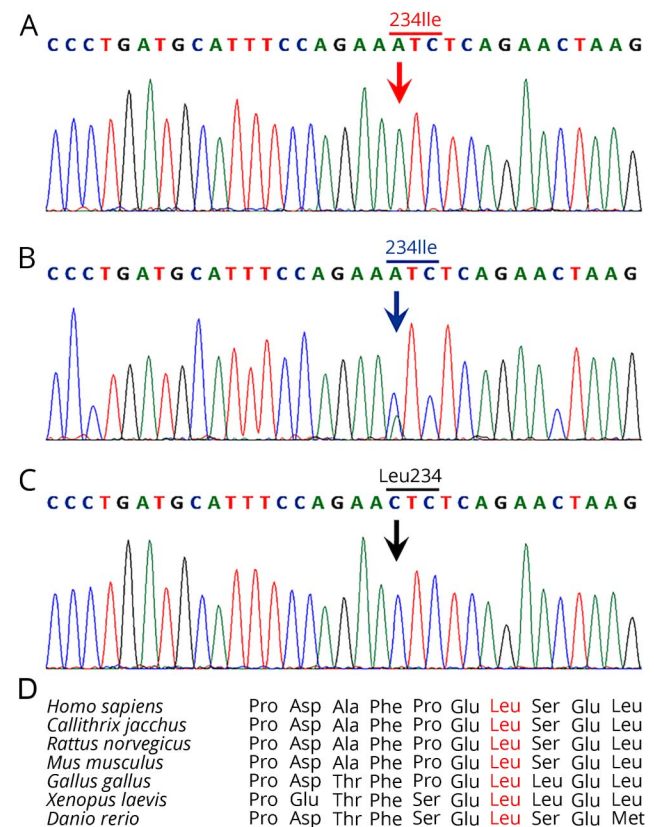 A
234Ile
C C C T G A T G C A T T T C C A G A A A T C T C A G A A C T A A G
B
234Ile
C C C T G A T G C A T T T C C A G A A A T C T C A G A A C T A A G
C
Leu234
C C C T G A T G C A T T T C C A G A A C T C T C A G A A C T A A G
D
Homo sapiens Pro Asp Ala Phe Pro Glu Leu Ser Glu Leu
Callithrix jacchus Pro Asp Ala Phe Pro Glu Leu Ser Glu Leu
Rattus norvegicus Pro Asp Ala Phe Pro Glu Leu Ser Glu Leu
Mus musculus Pro Asp Ala Phe Pro Glu Leu Ser Glu Leu
Gallus gallus Pro Asp Thr Phe Pro Glu Leu Leu Glu Leu
Xenopus laevis Pro Glu Thr Phe Ser Glu Leu Leu Glu Leu
Danio rerio Pro Asp Thr Phe Ser Glu Leu Ser Glu Met